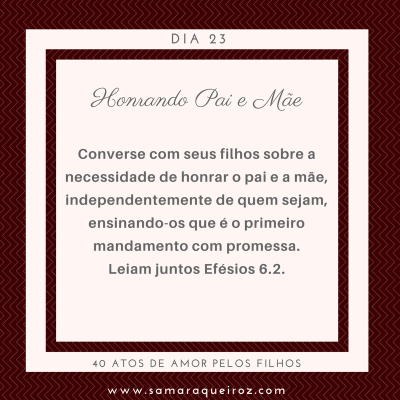 DIA 23
Honrando Pai e Mãe
Converse com seus filhos sobre a
necessidade de honrar o pai e a mãe,
independentemente de quem sejam,
ensinando-os que é o primeiro
mandamento com promessa.
Leiam juntos Efésios 6.2.
40 ATOS DE AMOR PELOS FILHOS
www.samaraqueiroz.com